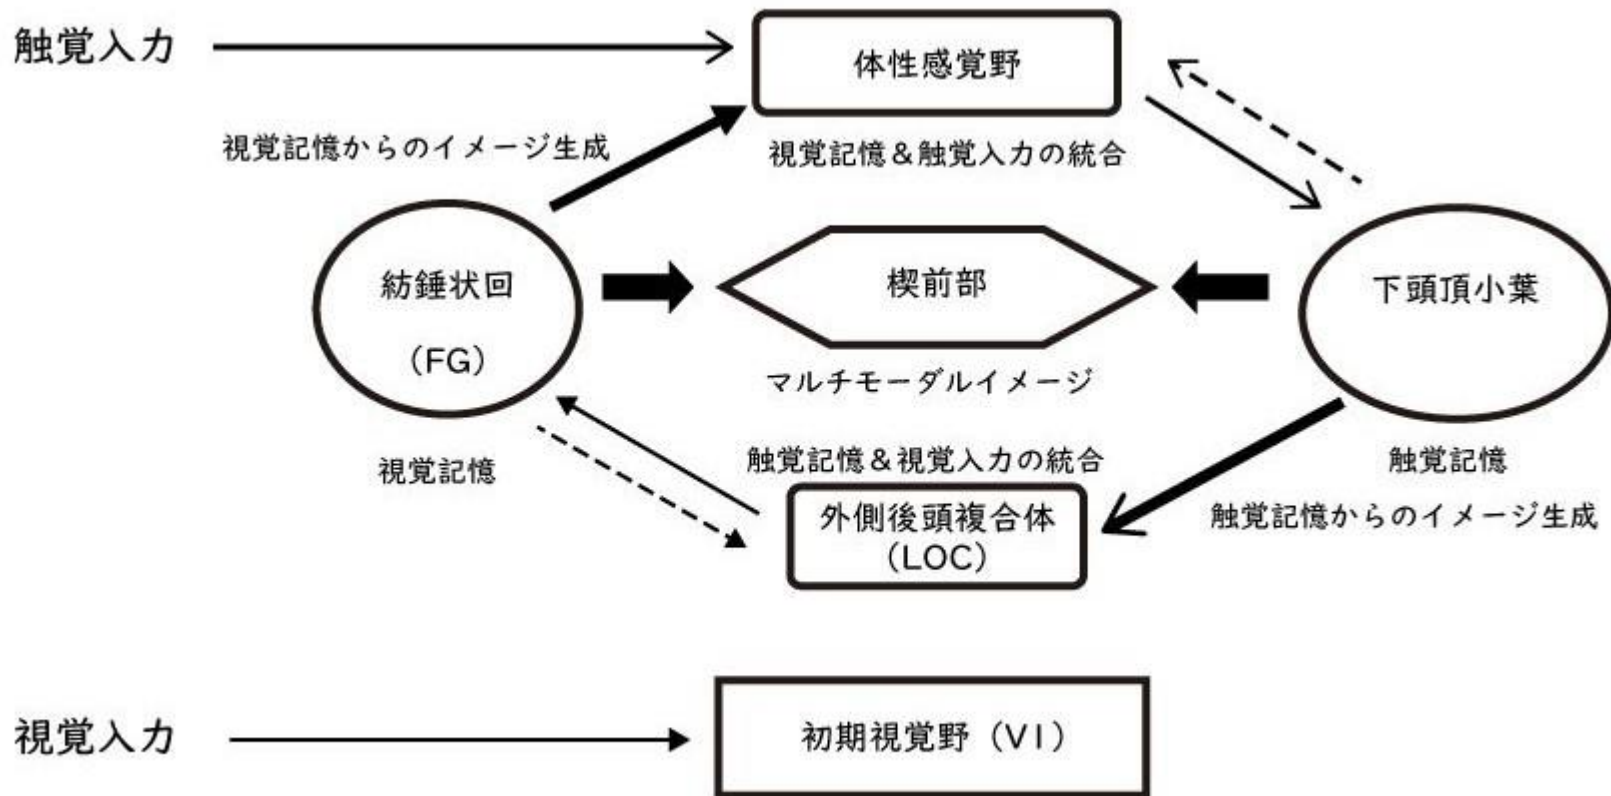 触覚入力
体性感覚野
視覚記憶からのイメージ生成
視覚記憶＆触覚入力の統合
紡錘状回
（FG）
楔前部
下頭頂小葉
マルチモーダルイメージ
視覚記憶
触覚記憶＆視覚入力の統合
触覚記憶
外側後頭複合体
（LOC）
触覚記憶からのイメージ生成
視覚入力
初期視覚野（V1）